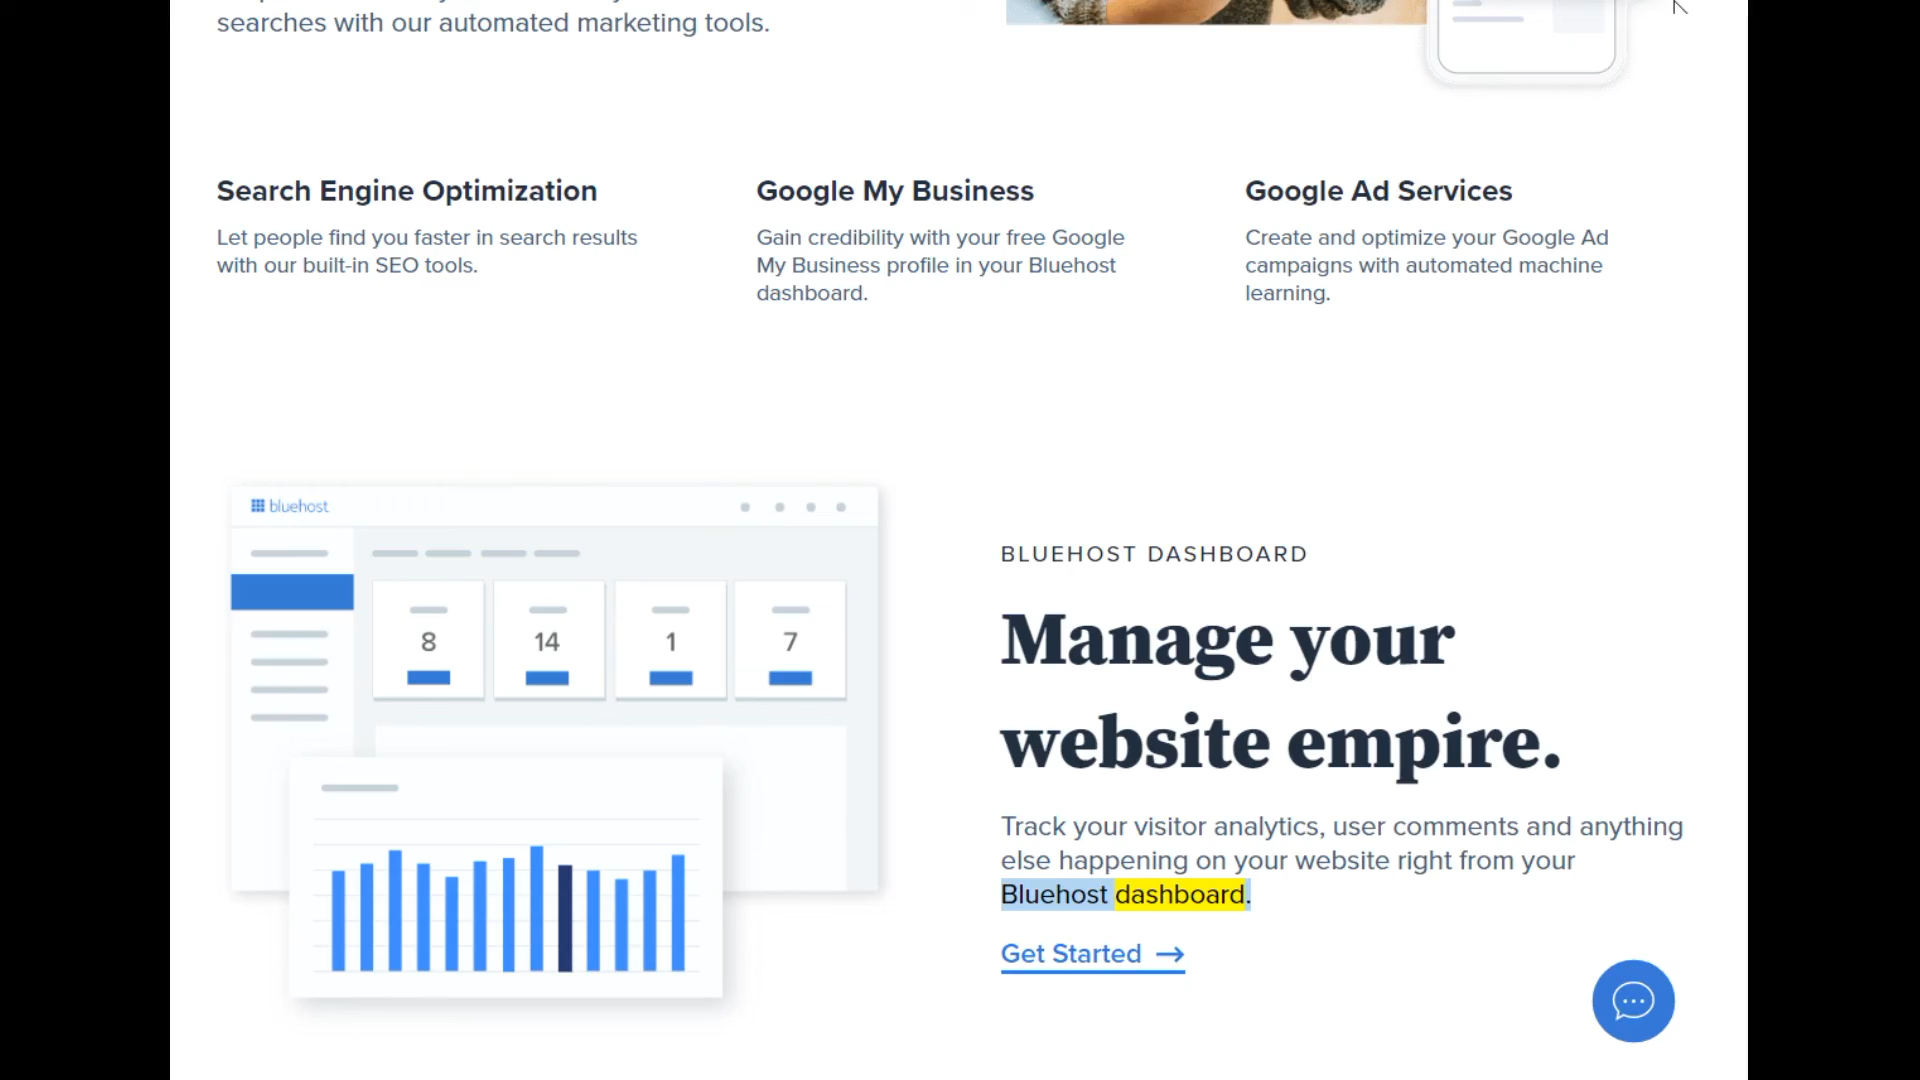 searches with our automated marketing tools.
Search Engine Optimization
Let people find you faster in search results
with our built-in SEO tools.
Google My Business
Gain credibility with your free Google
My Business profile in your Bluehost
dashboard.
Google Ad Services
Create and optimize your Google Ad
campaigns with automated machine
learning.
bluehost
8
14
1
7
BLUEHOST DASHBOARD
Manage your
website empire.
Track your visitor analytics, user comments and anything
else happening on your website right from your
Bluehost dashboard.
Get Started →